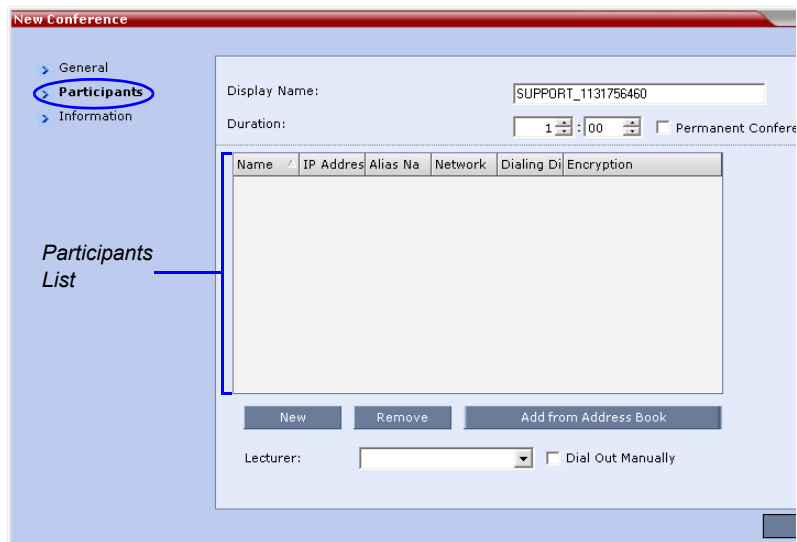 New Conference
General
Participants
Information
Display Name: SUPPORT_1131756460
Duration: 1 : 00 Permanent Confere
Name IP Addres Alias Na Network Dialing Di Encryption
Participants
List
New Remove Add from Address Book
Lecturer: Dial Out Manually